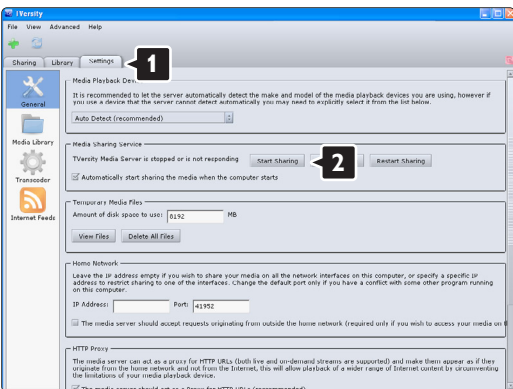 TVersity
File View Advanced Help
Sharing Library Settings
1
General
Media Library
Transcoder
Internet Feeds
Media Playback Dev
It is recommended to let the server automatically detect the make and model of the media playback devices you are using, however if
you use a device that the server cannot detect automatically you may need to explicitly select it from the list below.
Auto Detect (recommended)
Media Sharing Service
TVersity Media Server is stopped or is not responding Start Sharing 2 Restart Sharing
Automatically start sharing the media when the computer starts
Temporary Media Files
Amount of disk space to use: 8192 MB
View Files Delete All Files
Home Network
Leave the IP address empty if you wish to share your media on all the network interfaces on this computer, or specify a specific IP
address to restrict sharing to one of the interfaces. Change the default port only if you have a conflict with some other program running
on this computer.
IP Address: Port: 41952
The media server should accept requests originating from outside the home network (required only if you wish to access your media on
HTTP Proxy
The media server can act as a proxy for HTTP URLs (both live and on-demand streams are supported) and make them appear as if they
originate from the home network and not from the Internet, this will allow playback of a wider range of Internet content by circumventing
the limitations of your media playback device.
The media server should act as a Proxy for HTTP URLs (recommended)